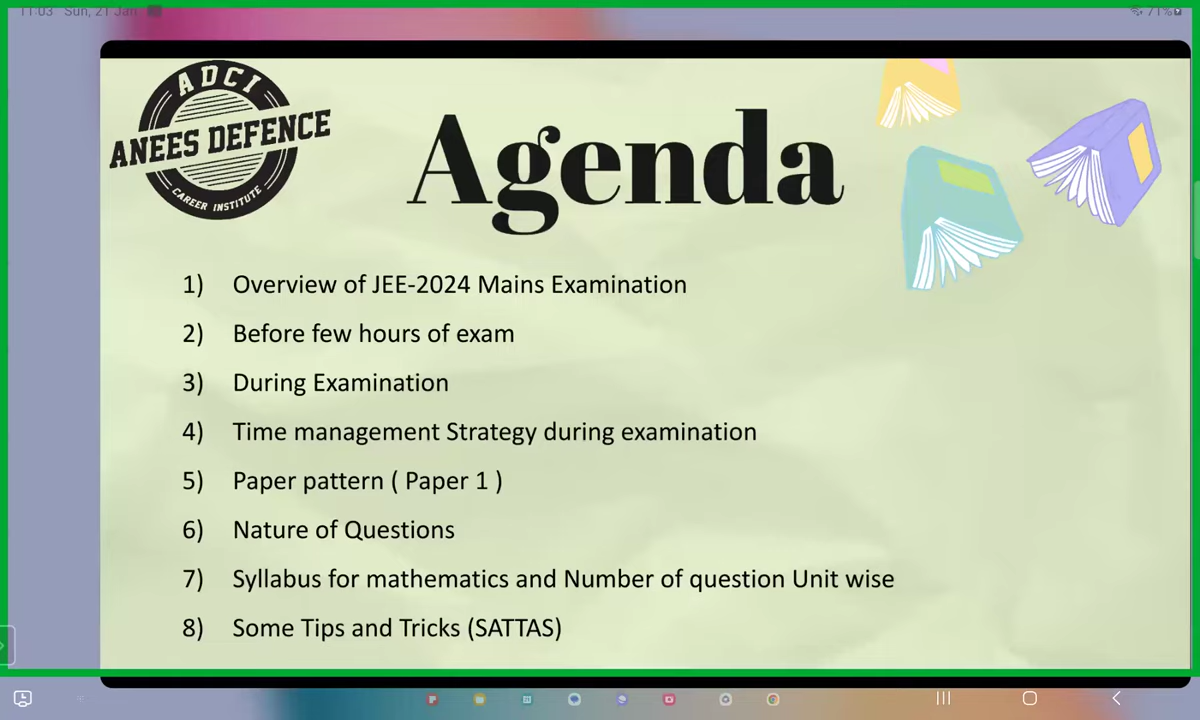 11:03 Sun, 21 Jan
71%
ADCI
ANEES DEFENCE
CAREER INSTITUTE
Agenda
1) Overview of JEE-2024 Mains Examination
2) Before few hours of exam
3) During Examination
4) Time management Strategy during examination
5) Paper pattern ( Paper 1 )
6) Nature of Questions
7) Syllabus for mathematics and Number of question Unit wise
8) Some Tips and Tricks (SATTAS)